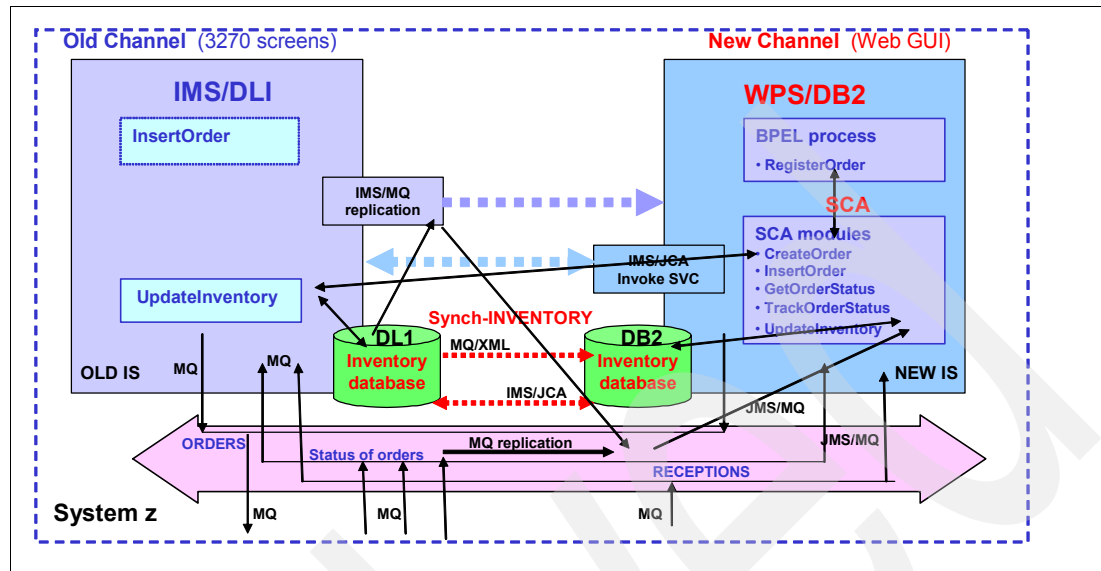 Old Channel (3270 screens)
New Channel (Web GUI)
IMS/DLI
WPS/DB2
InsertOrder
BPEL process
• RegisterOrder
IMS/MQ
replication
SCA
SCA modules
• CreateOrder
• InsertOrder
• GetOrderStatus
• TrackOrderStatus
• UpdateInventory
IMS/JCA
Invoke SVC
UpdateInventory
Synch-INVENTORY
DL1
Inventory
database
MQ/XML
DB2
Inventory
database
OLD IS
MQ
MQ
IMS/JCA
NEW IS
JMS/MQ
ORDERS
MQ replication
JMS/MQ
Status of orders
RECEPTIONS
System z
MQ
MQ
MQ